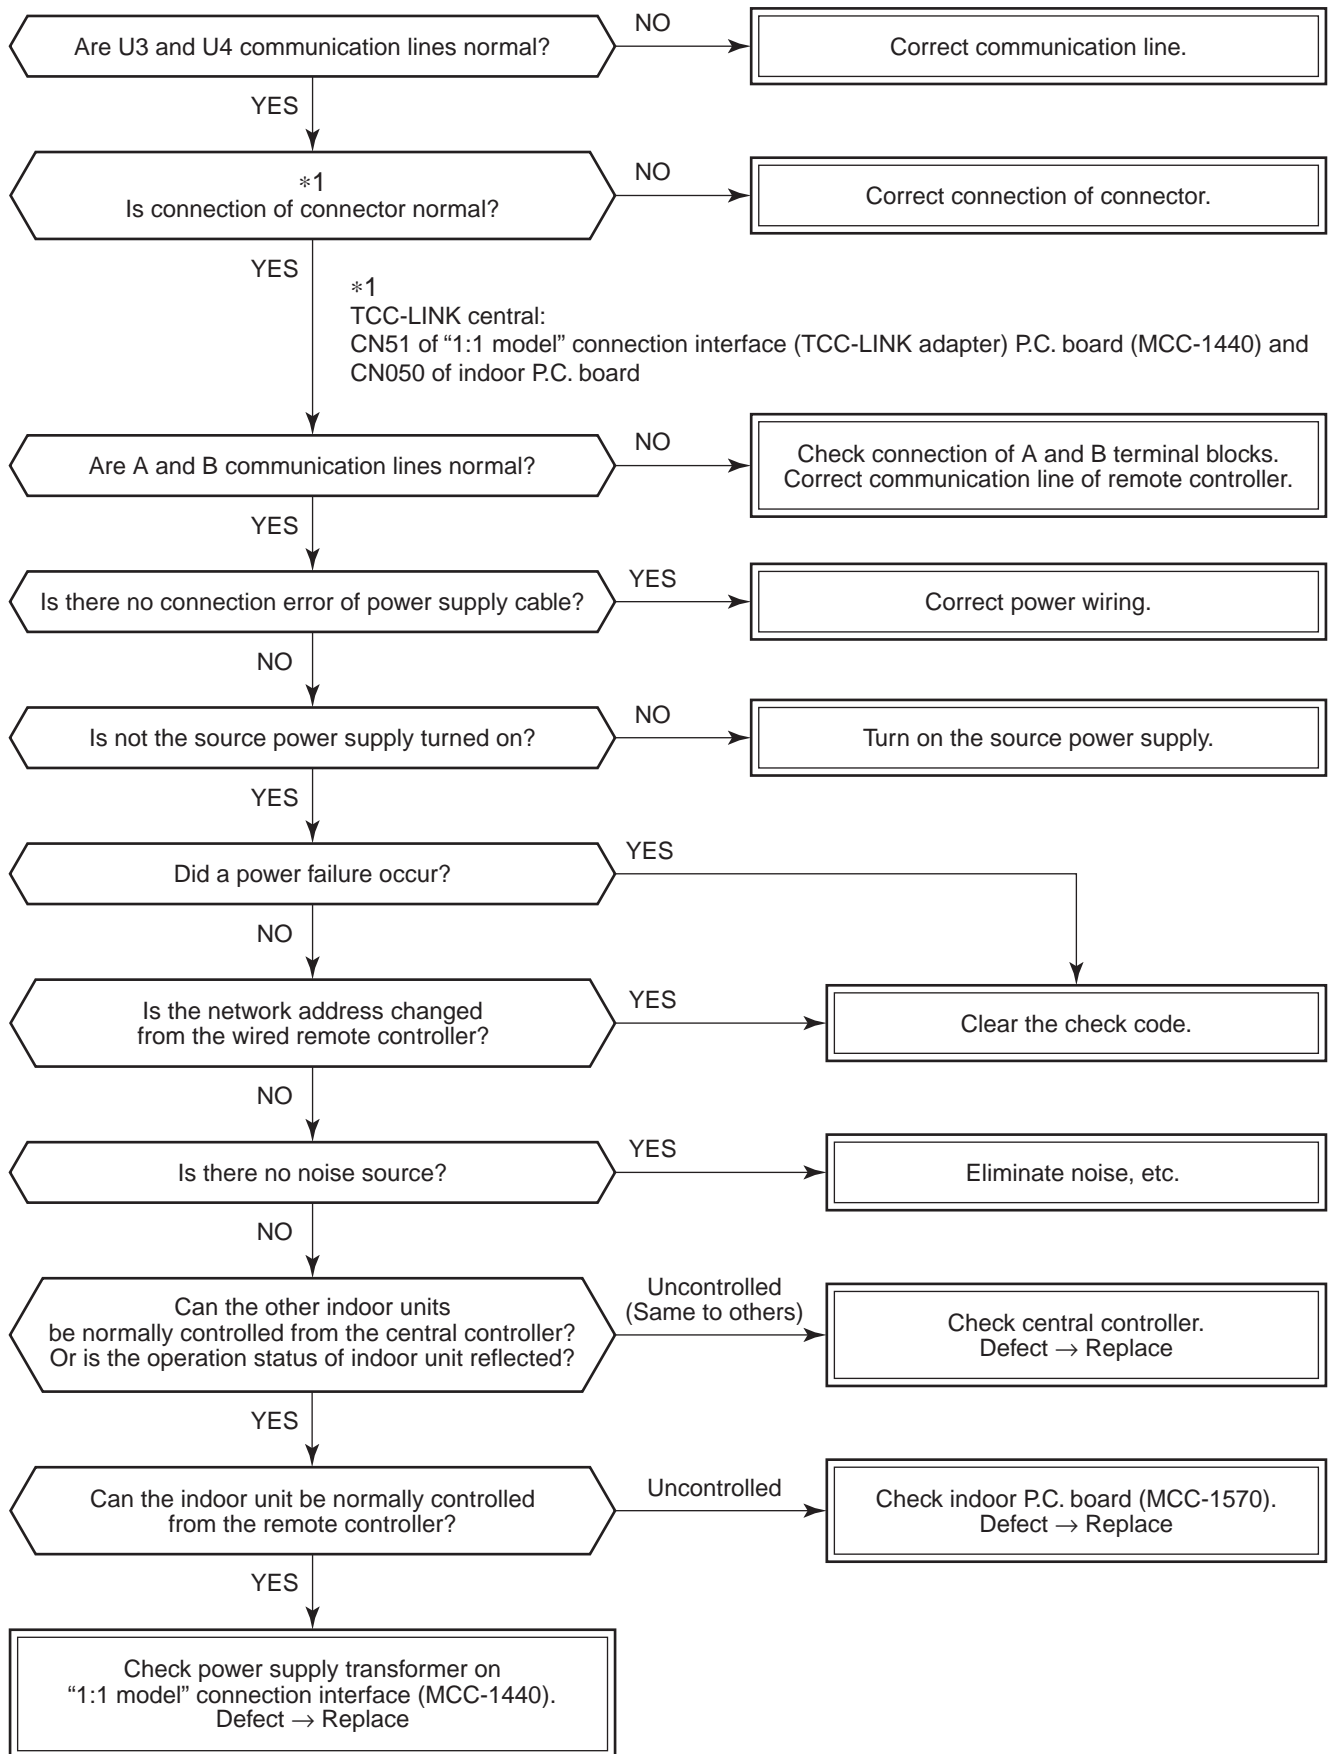 Are U3 and U4 communication lines normal?
NO
Correct communication line.
YES
*1
Is connection of connector normal?
NO
Correct connection of connector.
YES
*1
TCC-LINK central:
CN51 of “1:1 model” connection interface (TCC-LINK adapter) P.C. board (MCC-1440) and
CN050 of indoor P.C. board
Are A and B communication lines normal?
NO
Check connection of A and B terminal blocks.
Correct communication line of remote controller.
YES
Is there no connection error of power supply cable?
YES
Correct power wiring.
NO
Is not the source power supply turned on?
NO
Turn on the source power supply.
YES
Did a power failure occur?
YES
NO
Is the network address changed
from the wired remote controller?
YES
Clear the check code.
NO
Is there no noise source?
YES
Eliminate noise, etc.
NO
Can the other indoor units
be normally controlled from the central controller?
Or is the operation status of indoor unit reflected?
Uncontrolled
(Same to others)
Check central controller.
Defect → Replace
YES
Can the indoor unit be normally controlled
from the remote controller?
Uncontrolled
Check indoor P.C. board (MCC-1570).
Defect → Replace
YES
Check power supply transformer on
“1:1 model” connection interface (MCC-1440).
Defect → Replace